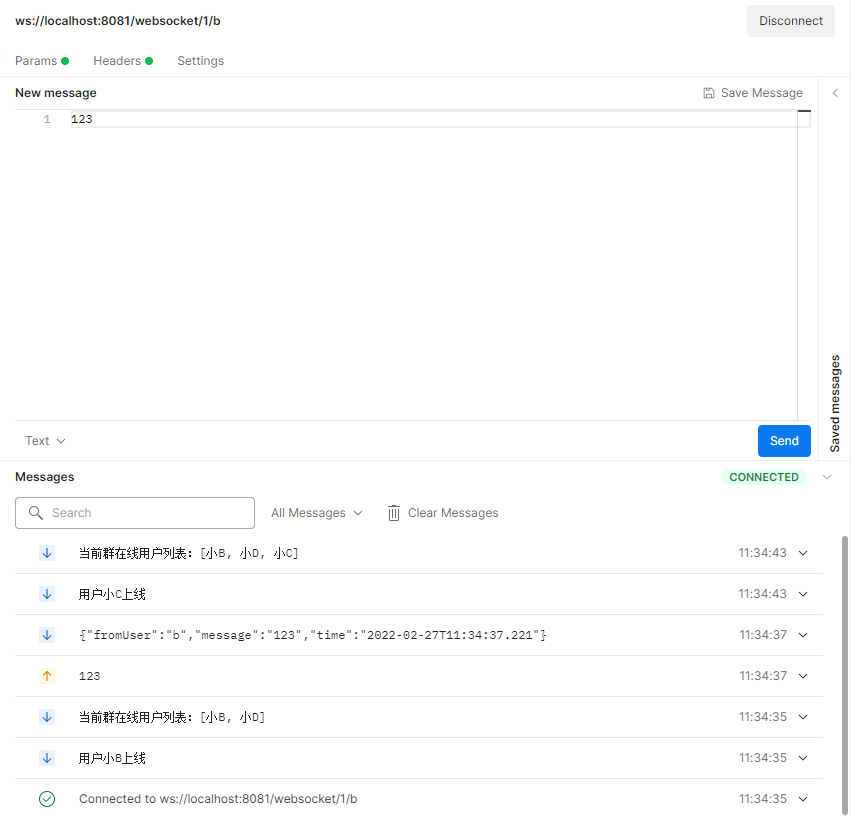 ws://localhost:8081/websocket/1/b
Disconnect
Params
Headers
Settings
New message
Save Message
1
123
Saved messages
Text
Send
Messages
CONNECTED
Search
All Messages
Clear Messages
当前群在线用户列表: [小B, 小D, 小C] 11:34:43
用户小C上线 11:34:43
{"fromUser":"b","message":"123","time":"2022-02-27T11:34:37.221"} 11:34:37
123 11:34:37
当前群在线用户列表: [小B, 小D] 11:34:35
用户小B上线 11:34:35
Connected to ws://localhost:8081/websocket/1/b 11:34:35